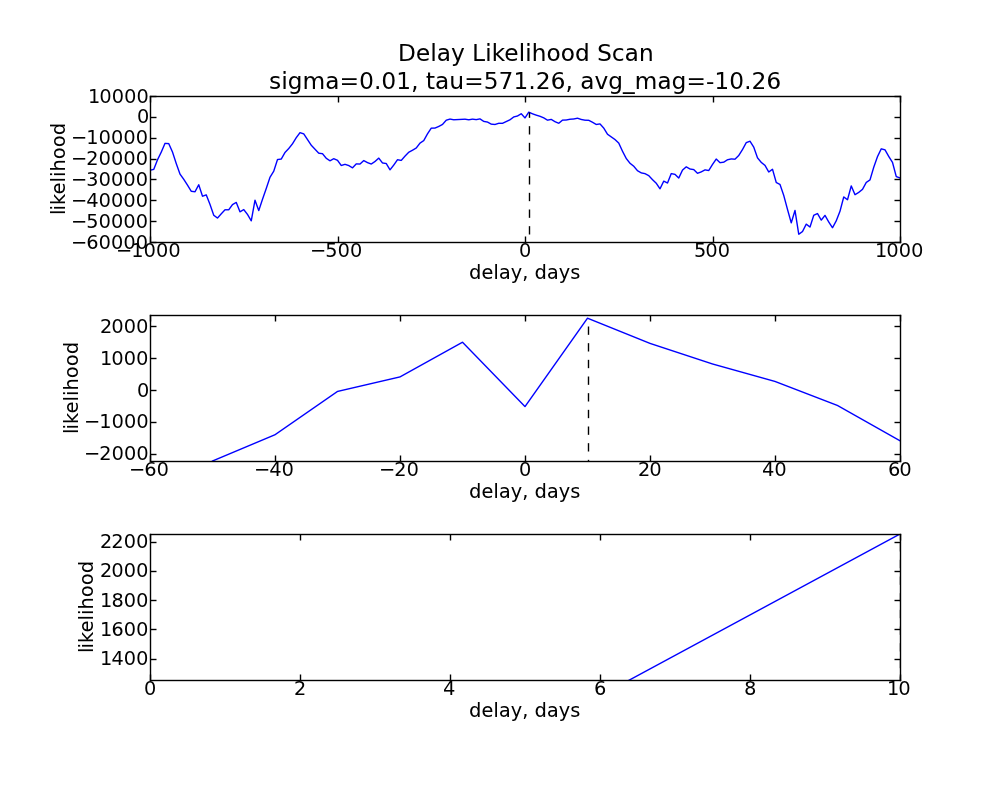 Delay Likelihood Scan
sigma=0.01, tau=571.26, avg_mag=-10.26
10000
0
−10000
−20000
−30000
−40000
−50000
−60000
likelihood
−1000 −500 0 500 1000
delay, days
2000
1000
0
−1000
−2000
likelihood
−60 −40 −20 0 20 40 60
delay, days
2200
2000
1800
1600
1400
likelihood
0 2 4 6 8 10
delay, days